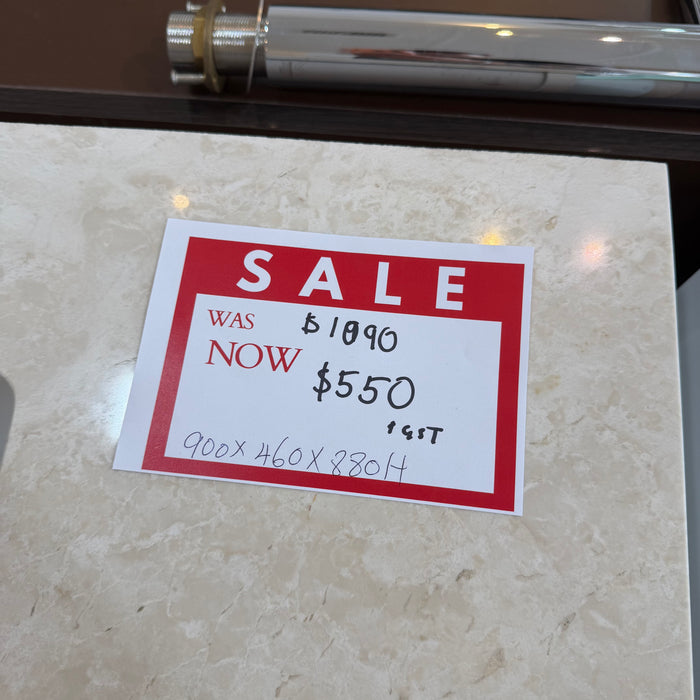 SALE
WAS $1090
NOW $550
+GST
900X460X880H